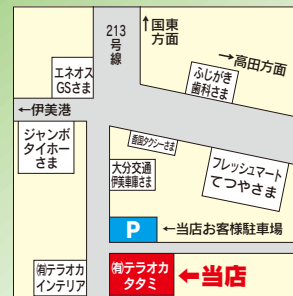 213
号
線
↑国東
方面
→高田方面
エネオス
GSさま
ふじがき
歯科さま
←伊美港
ジャンボ
タイホー
さま
香国タクシーさま
大分交通
伊美車庫さま
フレッシュマート
てつやさま
P ←当店お客様駐車場
㈲テラオカ
インテリア
㈲テラオカ
タタミ
←当店